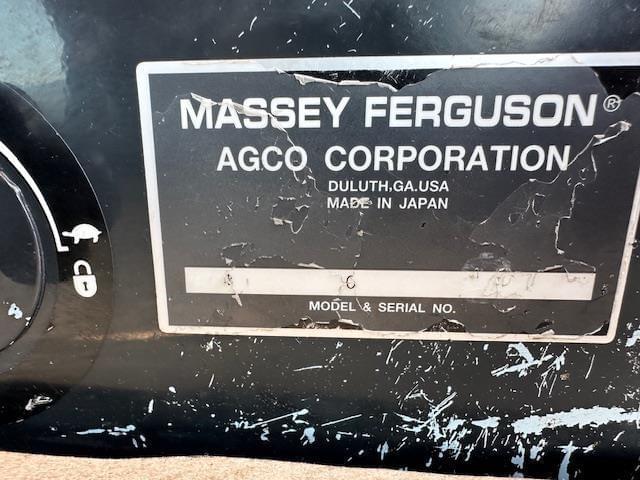 MASSEY FERGUSON®
AGCO CORPORATION
DULUTH,GA.USA
MADE IN JAPAN
MODEL & SERIAL NO.